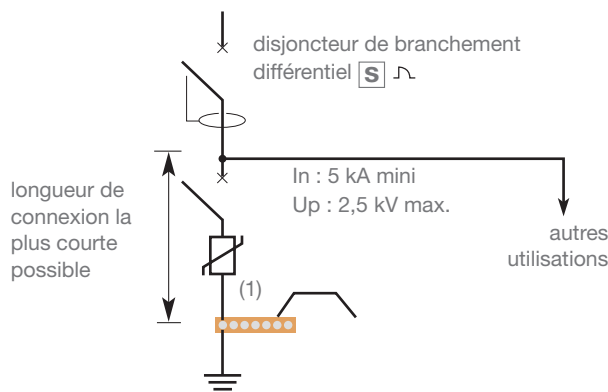 disjoncteur de branchement
différentiel S
In : 5 kA mini
Up : 2,5 kV max.
longueur de
connexion la
plus courte
possible
autres
utilisations
(1)